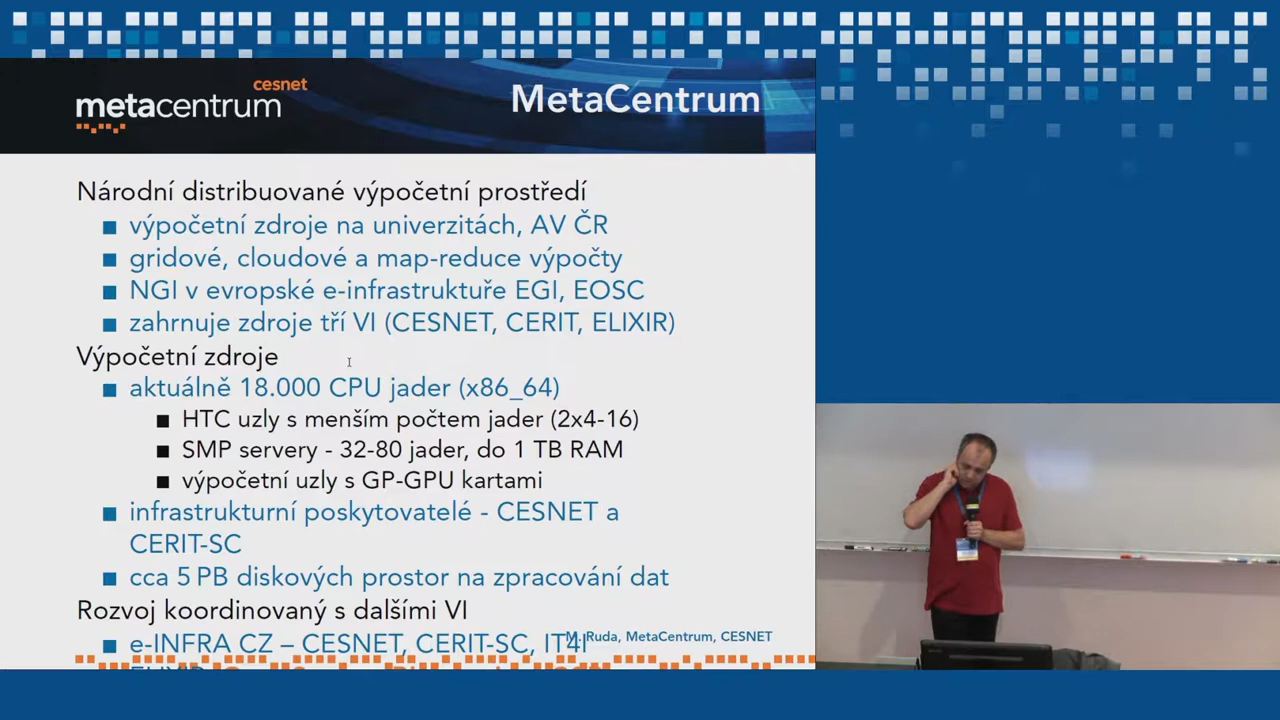 cesnet
metacentrum
MetaCentrum
Národní distribuované výpočetní prostředí
výpočetní zdroje na univerzitách, AV ČR
gridové, cloudové a map-reduce výpočty
NGI v evropské e-infrastruktuře EGI, EOSC
zahrnuje zdroje tří VI (CESNET, CERIT, ELIXIR)
Výpočetní zdroje
aktuálně 18.000 CPU jader (x86_64)
HTC uzly s menším počtem jader (2x4-16)
SMP servery - 32-80 jader, do 1 TB RAM
výpočetní uzly s GP-GPU kartami
infrastrukturní poskytovatelé - CESNET a
CERIT-SC
cca 5 PB diskových prostor na zpracování dat
Rozvoj koordinovaný s dalšími VI
e-INFRA CZ – CESNET, CERIT-SC, IT4I
M. Ruda, MetaCentrum, CESNET